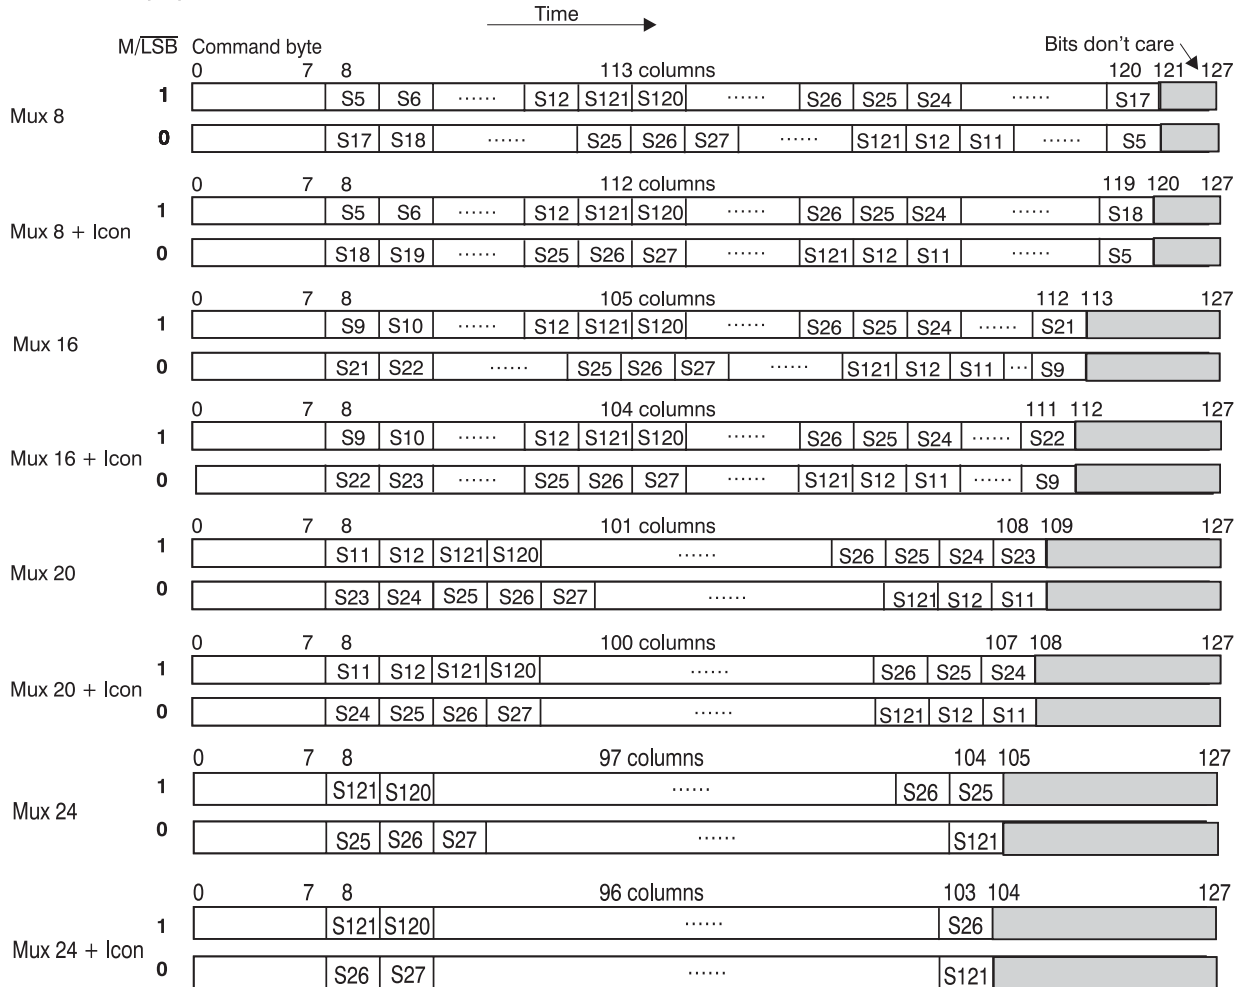 Time
M/LSB Command byte Bits don't care
0 7 8 113 columns 120 121 127
Mux 8
1 S5 S6 ...... S12 S121 S120 ...... S26 S25 S24 ...... S17
0 S17 S18 ...... S25 S26 S27 ...... S121 S12 S11 ...... S5
0 7 8 112 columns 119 120 127
Mux 8 + Icon
1 S5 S6 ...... S12 S121 S120 ...... S26 S25 S24 ...... S18
0 S18 S19 ...... S25 S26 S27 ...... S121 S12 S11 ...... S5
0 7 8 105 columns 112 113 127
Mux 16
1 S9 S10 ...... S12 S121 S120 ...... S26 S25 S24 ...... S21
0 S21 S22 ...... S25 S26 S27 ...... S121 S12 S11 ... S9
0 7 8 104 columns 111 112 127
Mux 16 + Icon
1 S9 S10 ...... S12 S121 S120 ...... S26 S25 S24 ...... S22
0 S22 S23 ...... S25 S26 S27 ...... S121 S12 S11 ...... S9
0 7 8 101 columns 108 109 127
Mux 20
1 S11 S12 S121 S120 ...... S26 S25 S24 S23
0 S23 S24 S25 S26 S27 ...... S121 S12 S11
0 7 8 100 columns 107 108 127
Mux 20 + Icon
1 S11 S12 S121 S120 ...... S26 S25 S24
0 S24 S25 S26 S27 ...... S121 S12 S11
0 7 8 97 columns 104 105 127
Mux 24
1 S121 S120 ...... S26 S25
0 S25 S26 S27 ...... S121
0 7 8 96 columns 103 104 127
Mux 24 + Icon
1 S121 S120 ...... S26
0 S26 S27 ...... S121